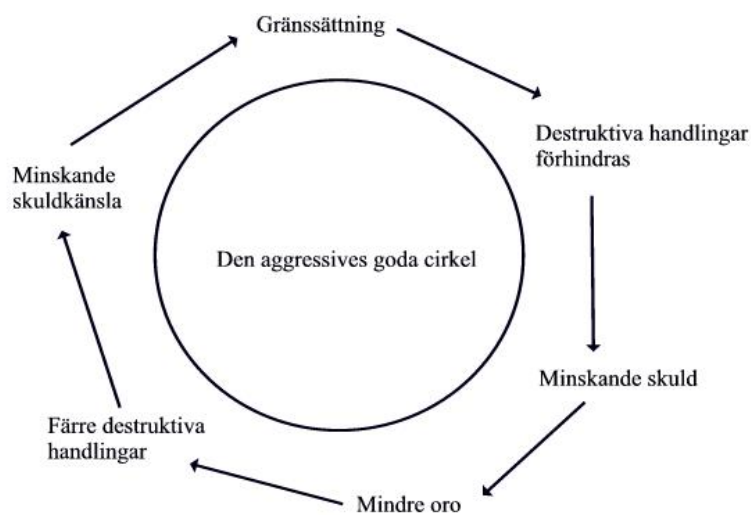 Gränssättning
Destruktiva handlingar
förhindras
Minskande
skuldkänsla
Den aggressives goda cirkel
Minskande skuld
Färre destruktiva
handlingar
Mindre oro